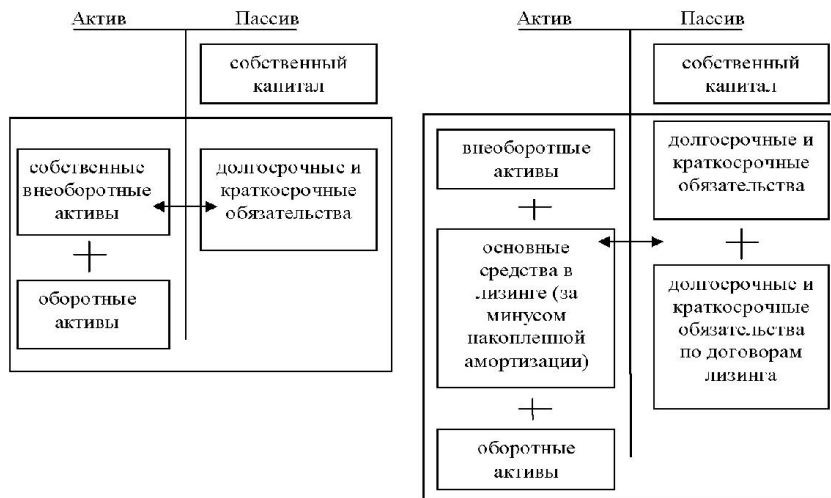 Актив Пассив
собственный
капитал
собственные
внеоборотные
активы
долгосрочные и
краткосрочные
обязательства
оборотные
активы
Актив Пассив
собственный
капитал
внеоборотные
активы
долгосрочные и
краткосрочные
обязательства
основные
средства в
лизинге (за
минусом
накопленной
амортизации)
долгосрочные и
краткосрочные
обязательства
по договорам
лизинга
оборотные
активы